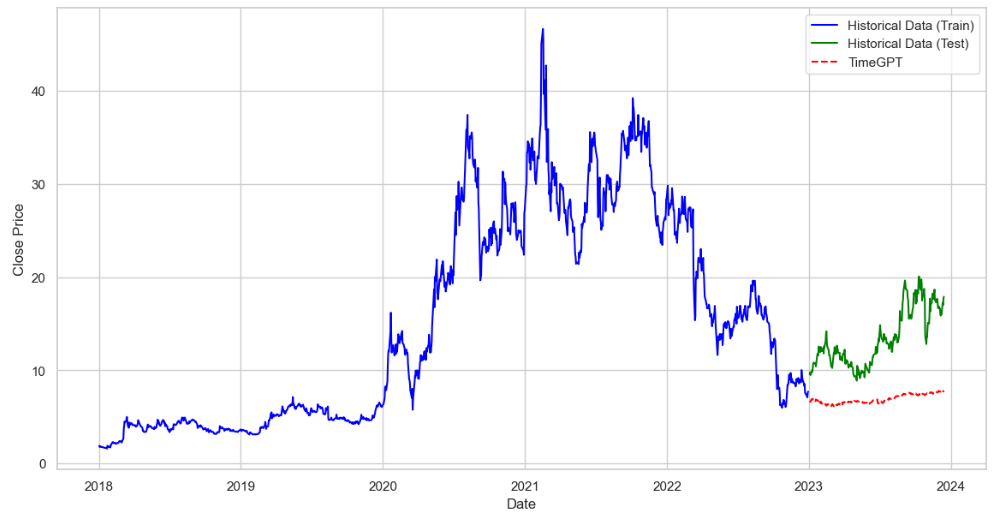 Historical Data (Train)
Historical Data (Test)
TimeGPT
Close Price
40
30
20
10
0
2018 2019 2020 2021 2022 2023 2024
Date